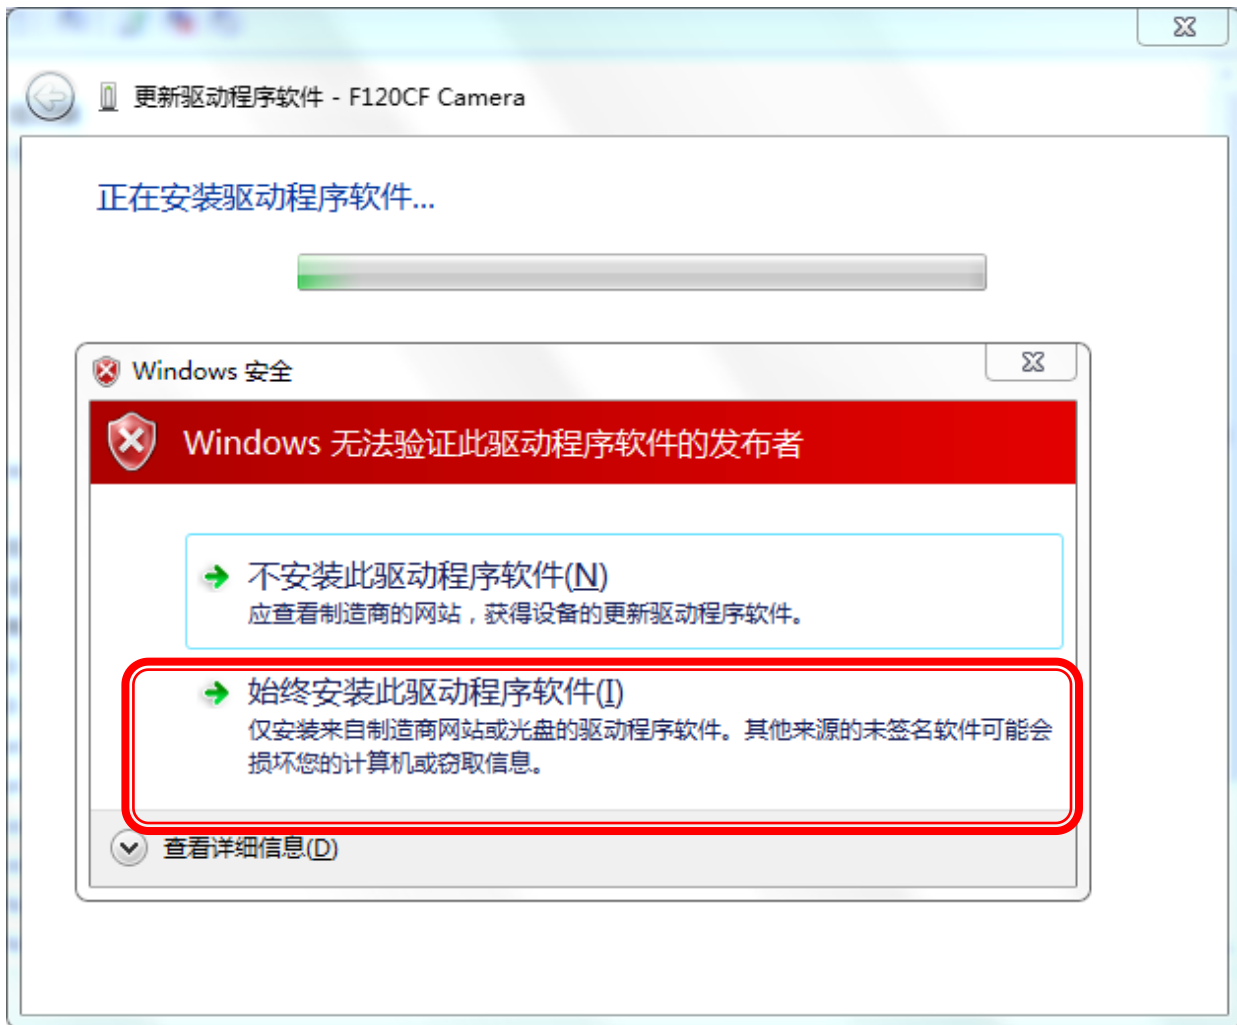 更新驱动程序软件 - F120CF Camera
正在安装驱动程序软件...
Windows 安全
Windows 无法验证此驱动程序软件的发布者
不安装此驱动程序软件(N)
应查看制造商的网站，获得设备的更新驱动程序软件。
始终安装此驱动程序软件(I)
仅安装来自制造商网站或光盘的驱动程序软件。其他来源的未签名软件可能会
损坏您的计算机或窃取信息。
查看详细信息(D)